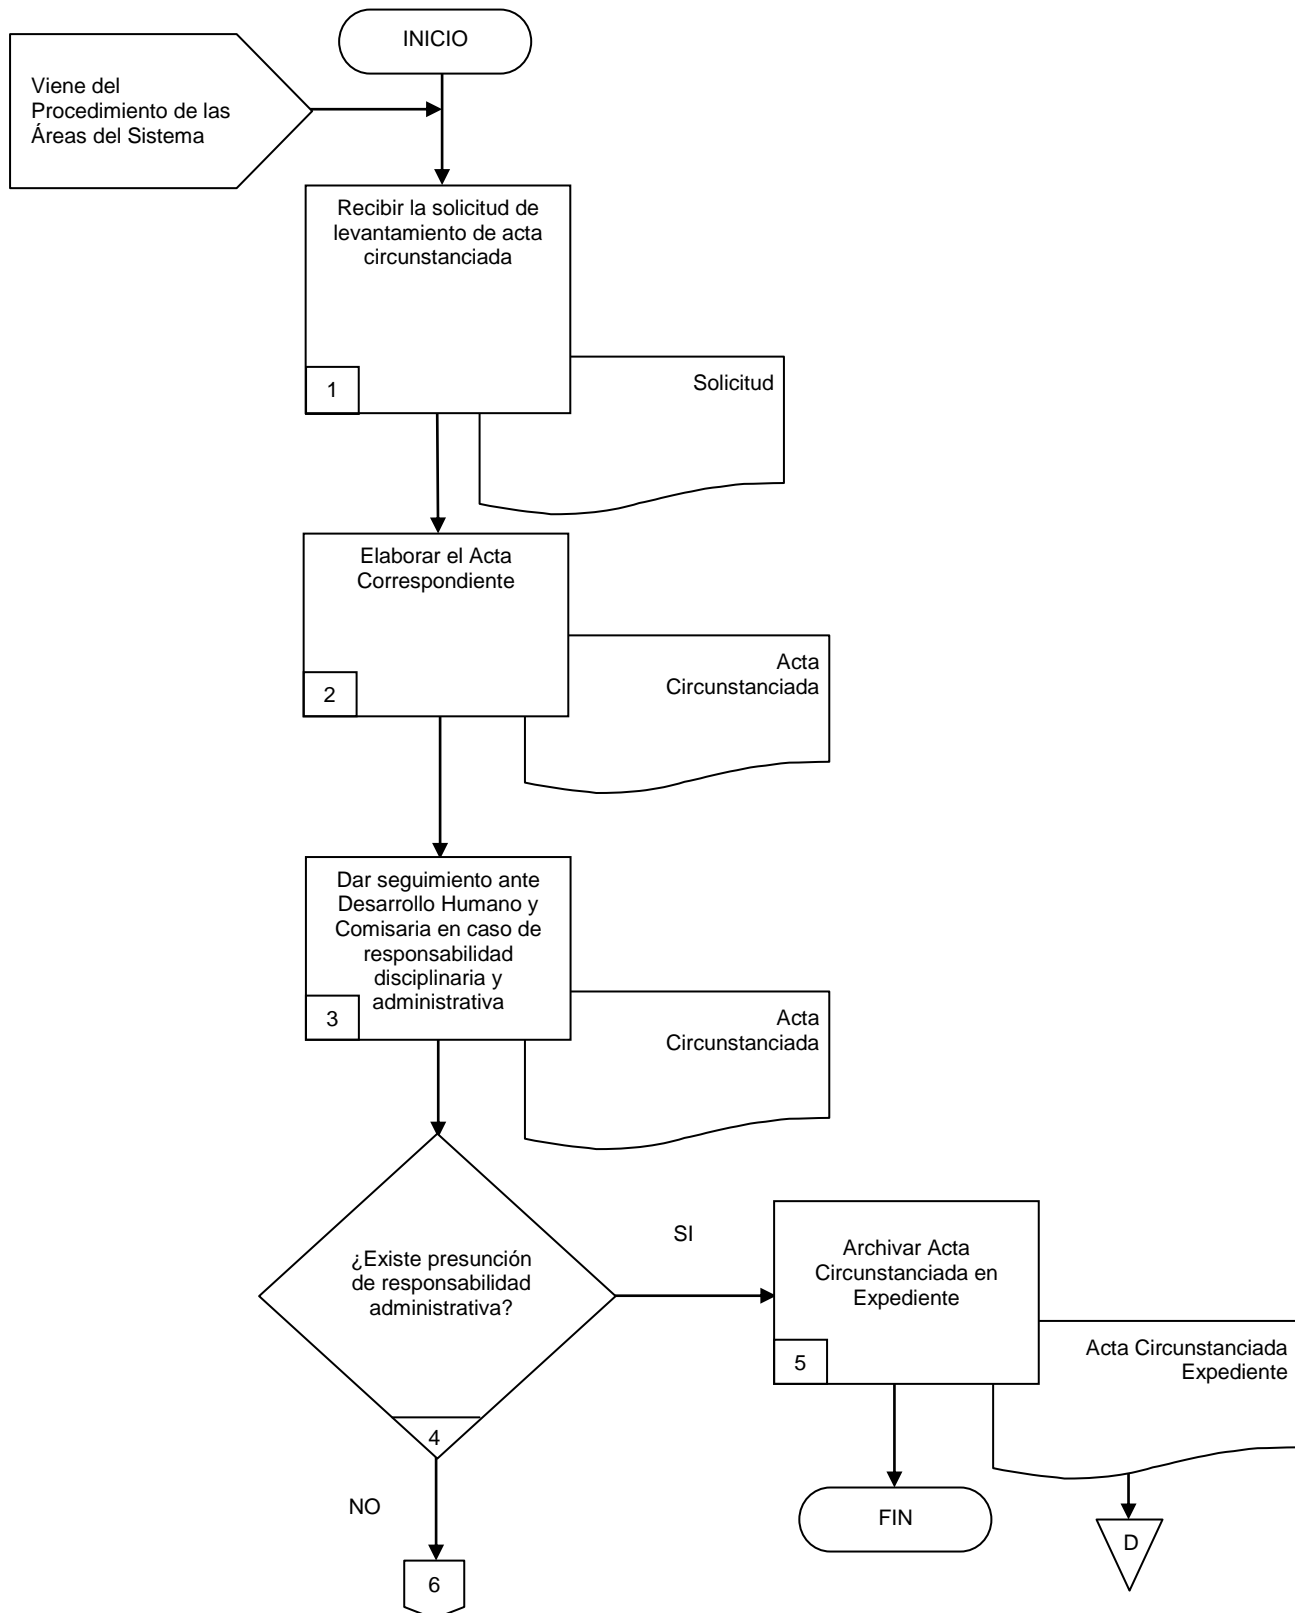 INICIO
Viene del
Procedimiento de las
Áreas del Sistema
Recibir la solicitud de
levantamiento de acta
circunstanciada
1
Solicitud
Elaborar el Acta
Correspondiente
2
Acta
Circunstanciada
Dar seguimiento ante
Desarrollo Humano y
Comisaria en caso de
responsabilidad
disciplinaria y
administrativa
3
Acta
Circunstanciada
¿Existe presunción
de responsabilidad
administrativa?
4
SI
Archivar Acta
Circunstanciada en
Expediente
5
Acta Circunstanciada
Expediente
NO
FIN
D
6